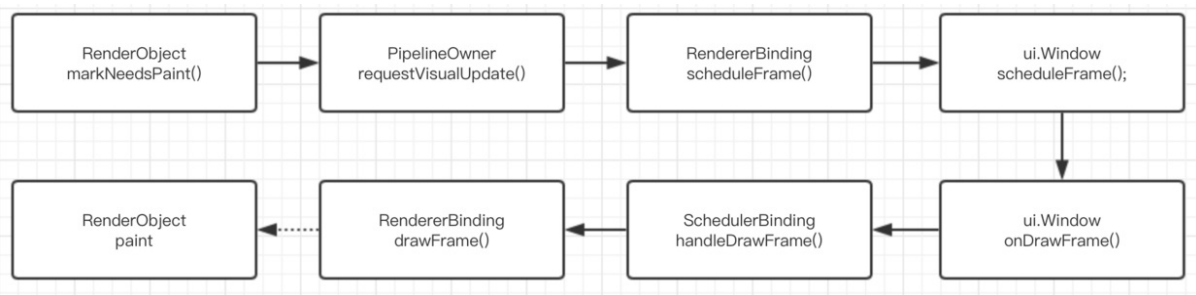 RenderObject
markNeedsPaint()
PipelineOwner
requestVisualUpdate()
RendererBinding
scheduleFrame()
ui.Window
scheduleFrame();
RenderObject
paint
RendererBinding
drawFrame()
SchedulerBinding
handleDrawFrame()
ui.Window
onDrawFrame()